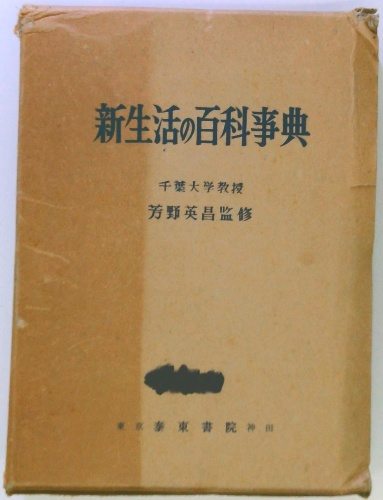 新生活の百科事典
千葉大学教授
芳野英昌監修
東京 泰東書院 神田